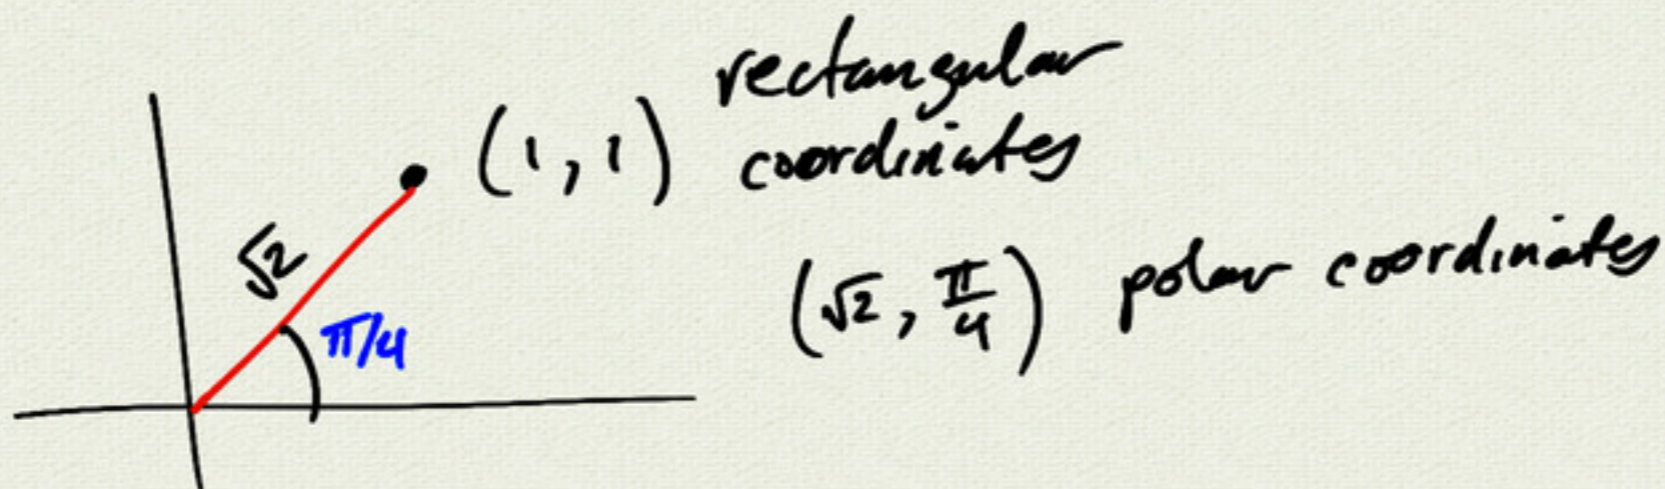 rectangular
(1, 1) coordinates
√2
(√2, π/4) polar coordinates
π/4